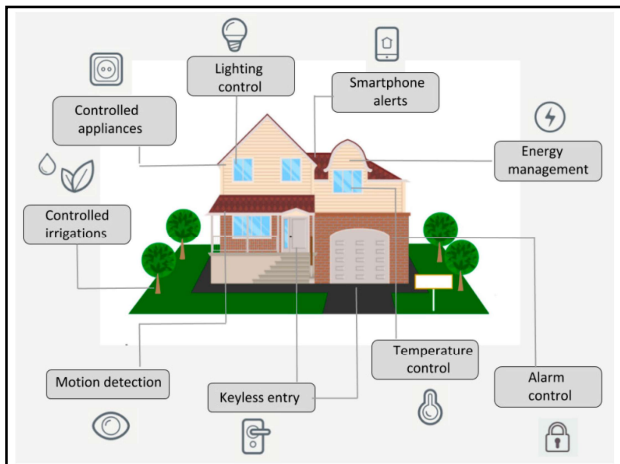 Lighting
control
Smartphone
alerts
Controlled
appliances
Energy
management
Controlled
irrigations
Motion detection
Keyless entry
Temperature
control
Alarm
control